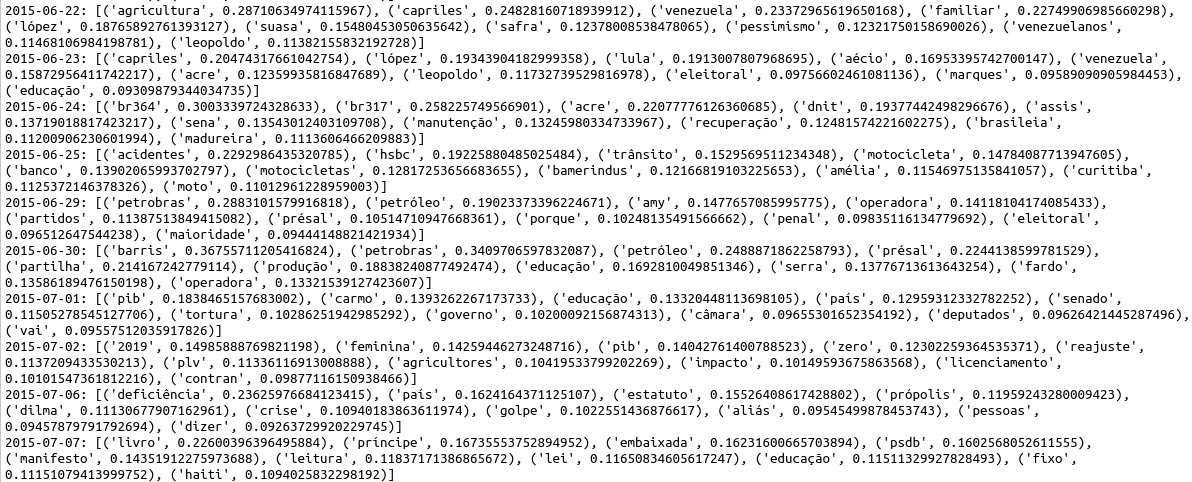 2015-06-22: [('agricultura', 0.28710634974115967), ('capriles', 0.24828160718939912), ('venezuela', 0.23372965619650168), ('familiar', 0.22749906985660298),
('lópez', 0.18765892761393127), ('suasa', 0.15480453050635642), ('safra', 0.12378008538478065), ('pessimismo', 0.12321750158690026), ('venezuelanos',
0.11468106984198781), ('leopoldo', 0.11382155832192728)]
2015-06-23: [('capriles', 0.20474317661042754), ('lópez', 0.19343904182999358), ('lula', 0.1913007807968695), ('aécio', 0.16953395742700147), ('venezuela',
0.15872956411742217), ('acre', 0.12359935816847689), ('leopoldo', 0.11732739529816978), ('eleitoral', 0.09756602461081136), ('marques', 0.09589090905984453),
('educação', 0.09309879344034735)]
2015-06-24: [('br364', 0.3003339724328633), ('br317', 0.258225749566901), ('acre', 0.22077776126360685), ('dnit', 0.19377442498296676), ('assis',
0.13719018817423217), ('sena', 0.13543012403109708), ('manutenção', 0.13245980334733967), ('recuperação', 0.12481574221602275), ('brasileia',
0.11200906230601994), ('madureira', 0.1113606466209883)]
2015-06-25: [('acidentes', 0.2292986435320785), ('hsbc', 0.19225880485025484), ('trânsito', 0.1529569511234348), ('motocicleta', 0.14784087713947605),
('banco', 0.13902065993702797), ('motocicletas', 0.12817253656683655), ('bamerindus', 0.12166819103225653), ('amélia', 0.11546975135841057), ('curitiba',
0.1125372146378326), ('moto', 0.11012961228959003)]
2015-06-29: [('petrobras', 0.2883101579916818), ('petróleo', 0.19023373396224671), ('amy', 0.1477657085995775), ('operadora', 0.14118104174085433),
('partidos', 0.11387513849415082), ('présal', 0.10514710947668361), ('porque', 0.10248135491566662), ('penal', 0.09835116134779692), ('eleitoral',
0.096512647544238), ('maioridade', 0.09444148821421934)]
2015-06-30: [('barris', 0.36755711205416824), ('petrobras', 0.3409706597832087), ('petróleo', 0.2488871862258793), ('présal', 0.2244138599781529),
('partilha', 0.214167242779114), ('produção', 0.18838240877492474), ('educação', 0.1692810049851346), ('serra', 0.13776713613643254), ('fardo',
0.13586189476150198), ('operadora', 0.13321539127423607)]
2015-07-01: [('pib', 0.1838465157683002), ('carmo', 0.1393262267173733), ('educação', 0.13320448113698105), ('país', 0.12959312332782252), ('senado',
0.11505278545127706), ('tortura', 0.10286251942985292), ('governo', 0.10200092156874313), ('câmara', 0.09655301652354192), ('deputados', 0.09626421445287496),
('vai', 0.09557512035917826)]
2015-07-02: [('2019', 0.14985888769821198), ('feminina', 0.14259446273248716), ('pib', 0.14042761400788523), ('zero', 0.12302259364535371), ('reajuste',
0.1137209433530213), ('plv', 0.11336116913008888), ('agricultores', 0.10419533799202269), ('impacto', 0.10149593675863568), ('licenciamento',
0.10101547361812216), ('contran', 0.09877116150938466)]
2015-07-06: [('deficiência', 0.23625976684123415), ('país', 0.1624164371125107), ('estatuto', 0.15526408617428802), ('própolis', 0.11959243280009423),
('dilma', 0.11130677907162961), ('crise', 0.10940183863611974), ('golpe', 0.1022551436876617), ('aliás', 0.09545499878453743), ('pessoas',
0.09457879791792694), ('dizer', 0.09263729920229745)]
2015-07-07: [('livro', 0.22600396396495884), ('príncipe', 0.16735553752894952), ('embaixada', 0.16231600665703894), ('psdb', 0.1602568052611555),
('manifesto', 0.14351912275973688), ('leitura', 0.11837171386865672), ('lei', 0.11650834605617247), ('educação', 0.11511329927828493), ('fixo',
0.11151079413999752), ('haiti', 0.1094025832298192)]